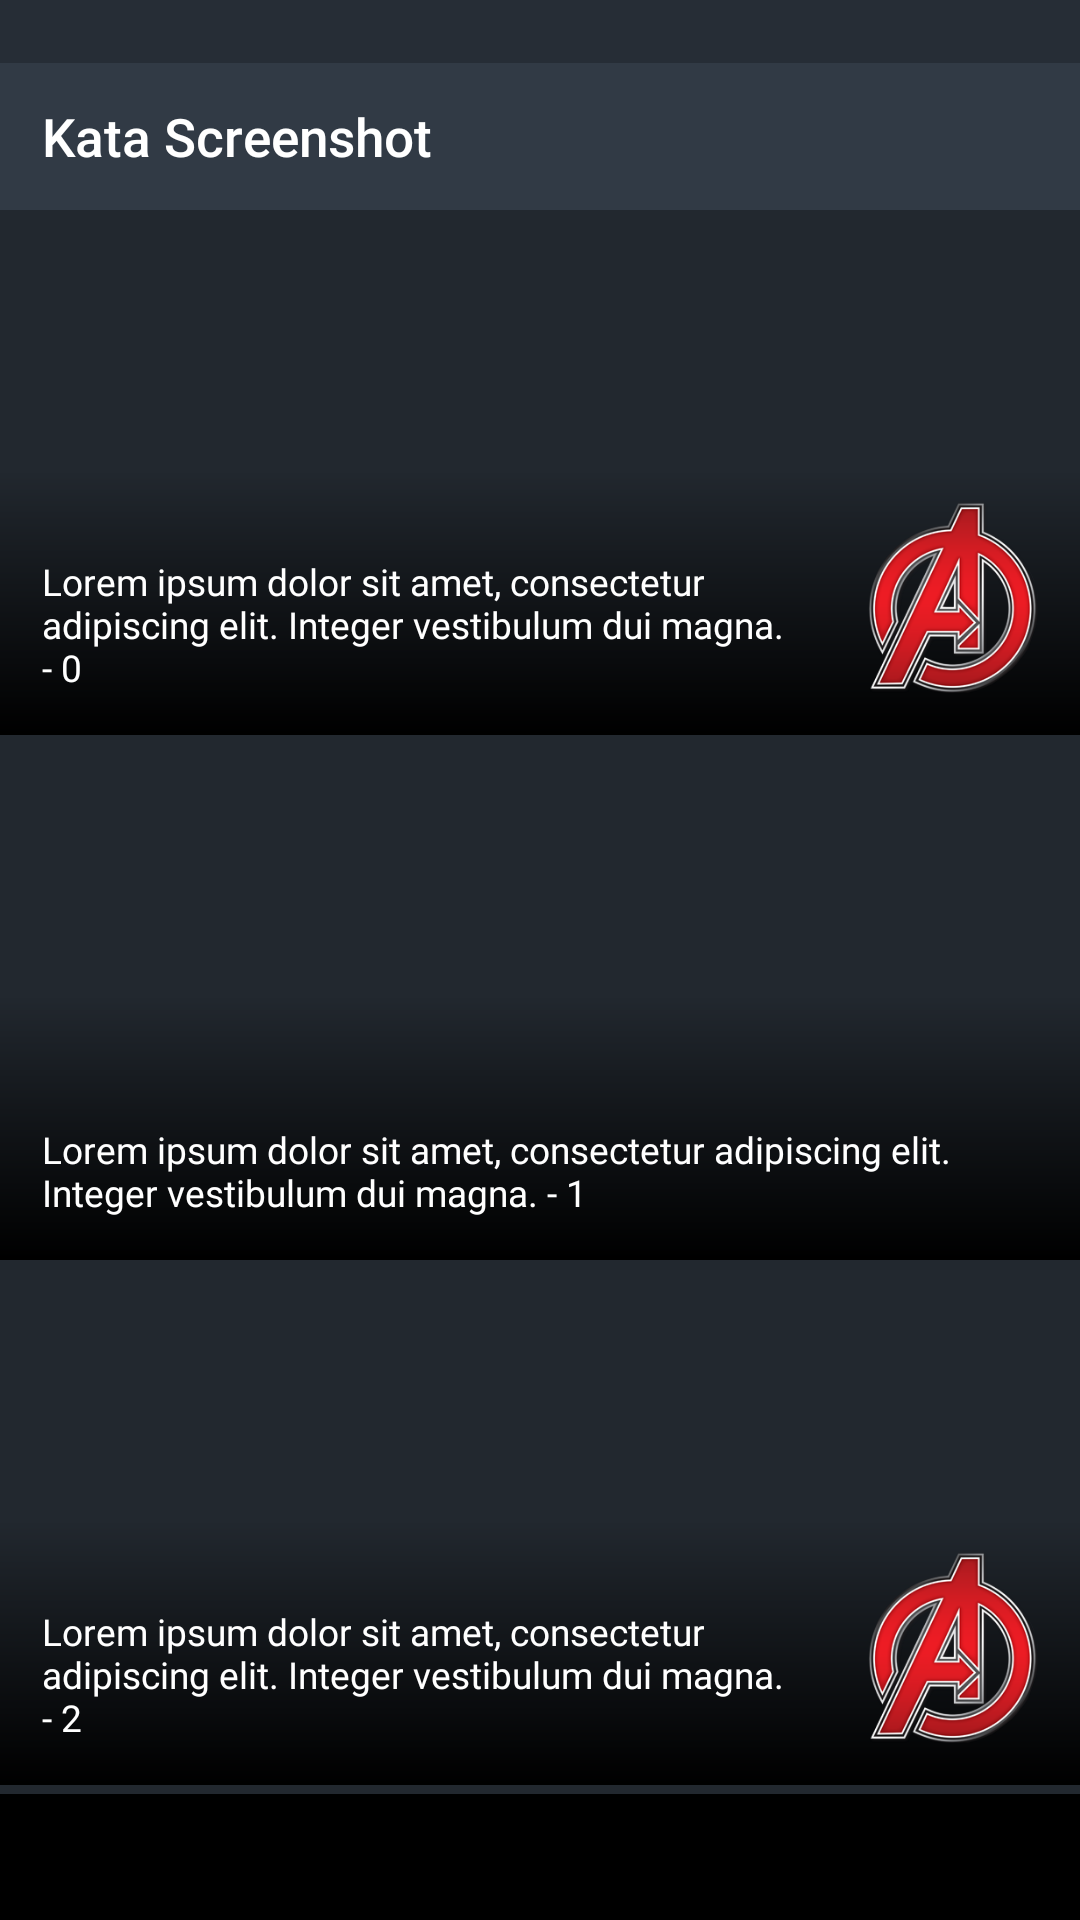 Kata Screenshot
Lorem ipsum dolor sit amet, consectetur
adipiscing elit. Integer vestibulum dui magna.
- 0
Lorem ipsum dolor sit amet, consectetur adipiscing elit.
Integer vestibulum dui magna. - 1
Lorem ipsum dolor sit amet, consectetur
adipiscing elit. Integer vestibulum dui magna.
- 2